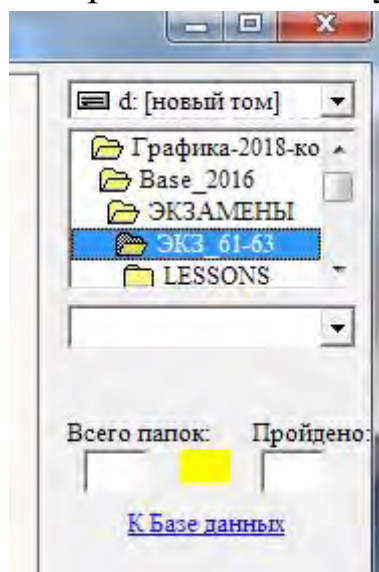 d: [новый том]
Графика-2018-ко
Base_2016
ЭКЗАМЕНЫ
ЭКЗ_61-63
LESSONS
Всего папок: Пройдено:
К Базе данных